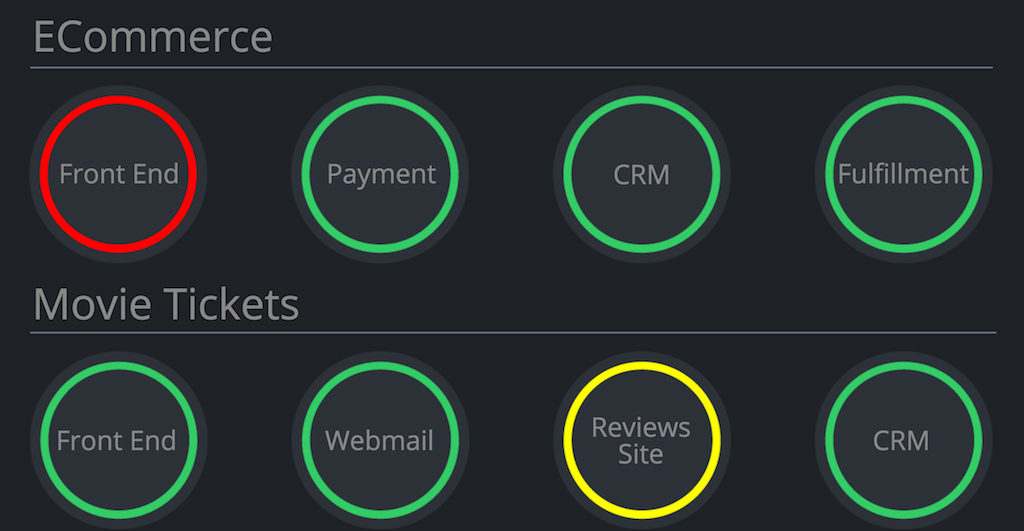 ECommerce
Front End
Payment
CRM
Fulfillment
Movie Tickets
Front End
Webmail
Reviews
Site
CRM